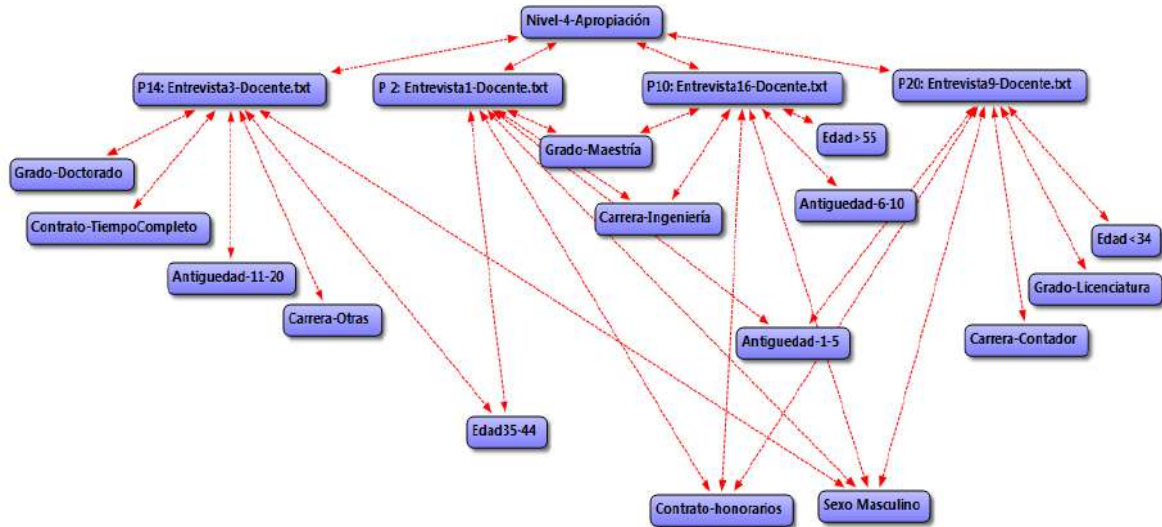 Nivel-4-Apropiación
P14: Entrevista3-Docente.txt
P 2: Entrevista1-Docente.txt
P10: Entrevista16-Docente.txt
P20: Entrevista9-Docente.txt
Edad>55
Grado-Maestría
Grado-Doctorado
Antiguedad-6-10
Carrera-Ingeniería
Contrato-TiempoCompleto
Edad<34
Antiguedad-11-20
Grado-Licenciatura
Carrera-Otras
Antiguedad-1-5
Carrera-Contador
Edad35-44
Contrato-honorarios
Sexo Masculino